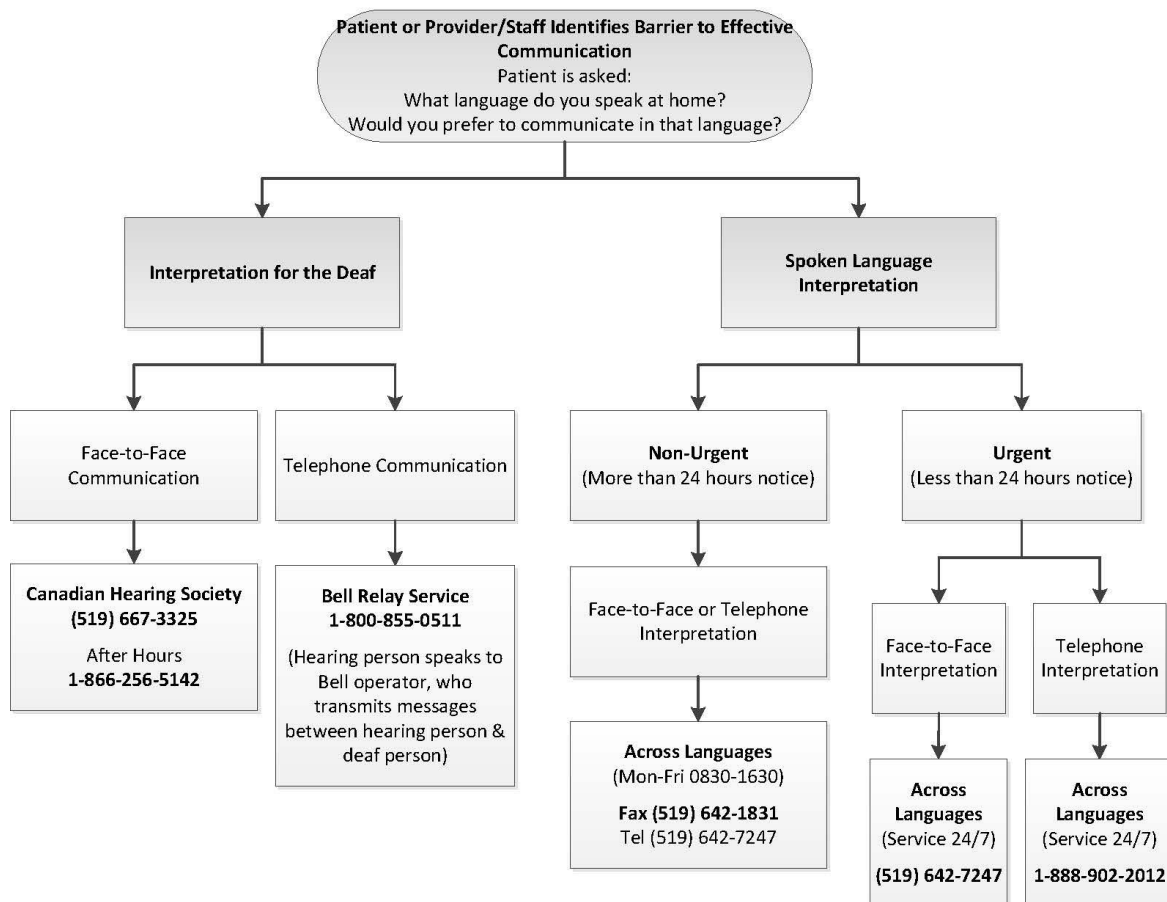 Patient or Provider/Staff Identifies Barrier to Effective
Communication
Patient is asked:
What language do you speak at home?
Would you prefer to communicate in that language?
Interpretation for the Deaf
Spoken Language
Interpretation
Face-to-Face
Communication
Telephone Communication
Non-Urgent
(More than 24 hours notice)
Urgent
(Less than 24 hours notice)
Canadian Hearing Society
(519) 667-3325
After Hours
1-866-256-5142
Bell Relay Service
1-800-855-0511
(Hearing person speaks to
Bell operator, who
transmits messages
between hearing person &
deaf person)
Face-to-Face or Telephone
Interpretation
Face-to-Face
Interpretation
Telephone
Interpretation
Across Languages
(Mon-Fri 0830-1630)
Fax (519) 642-1831
Tel (519) 642-7247
Across
Languages
(Service 24/7)
(519) 642-7247
Across
Languages
(Service 24/7)
1-888-902-2012